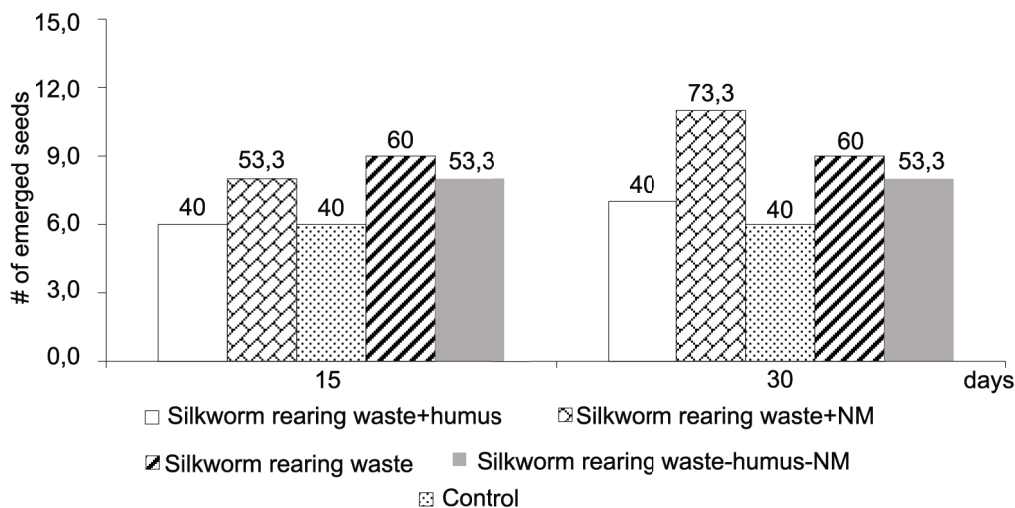 15,0
12,0
9,0
6,0
3,0
0,0
# of emerged seeds
40 53,3 40 60 53,3
40 73,3 40 60 53,3
15 30 days
Silkworm rearing waste+humus Silkworm rearing waste+NM
Silkworm rearing waste Silkworm rearing waste-humus-NM
Control